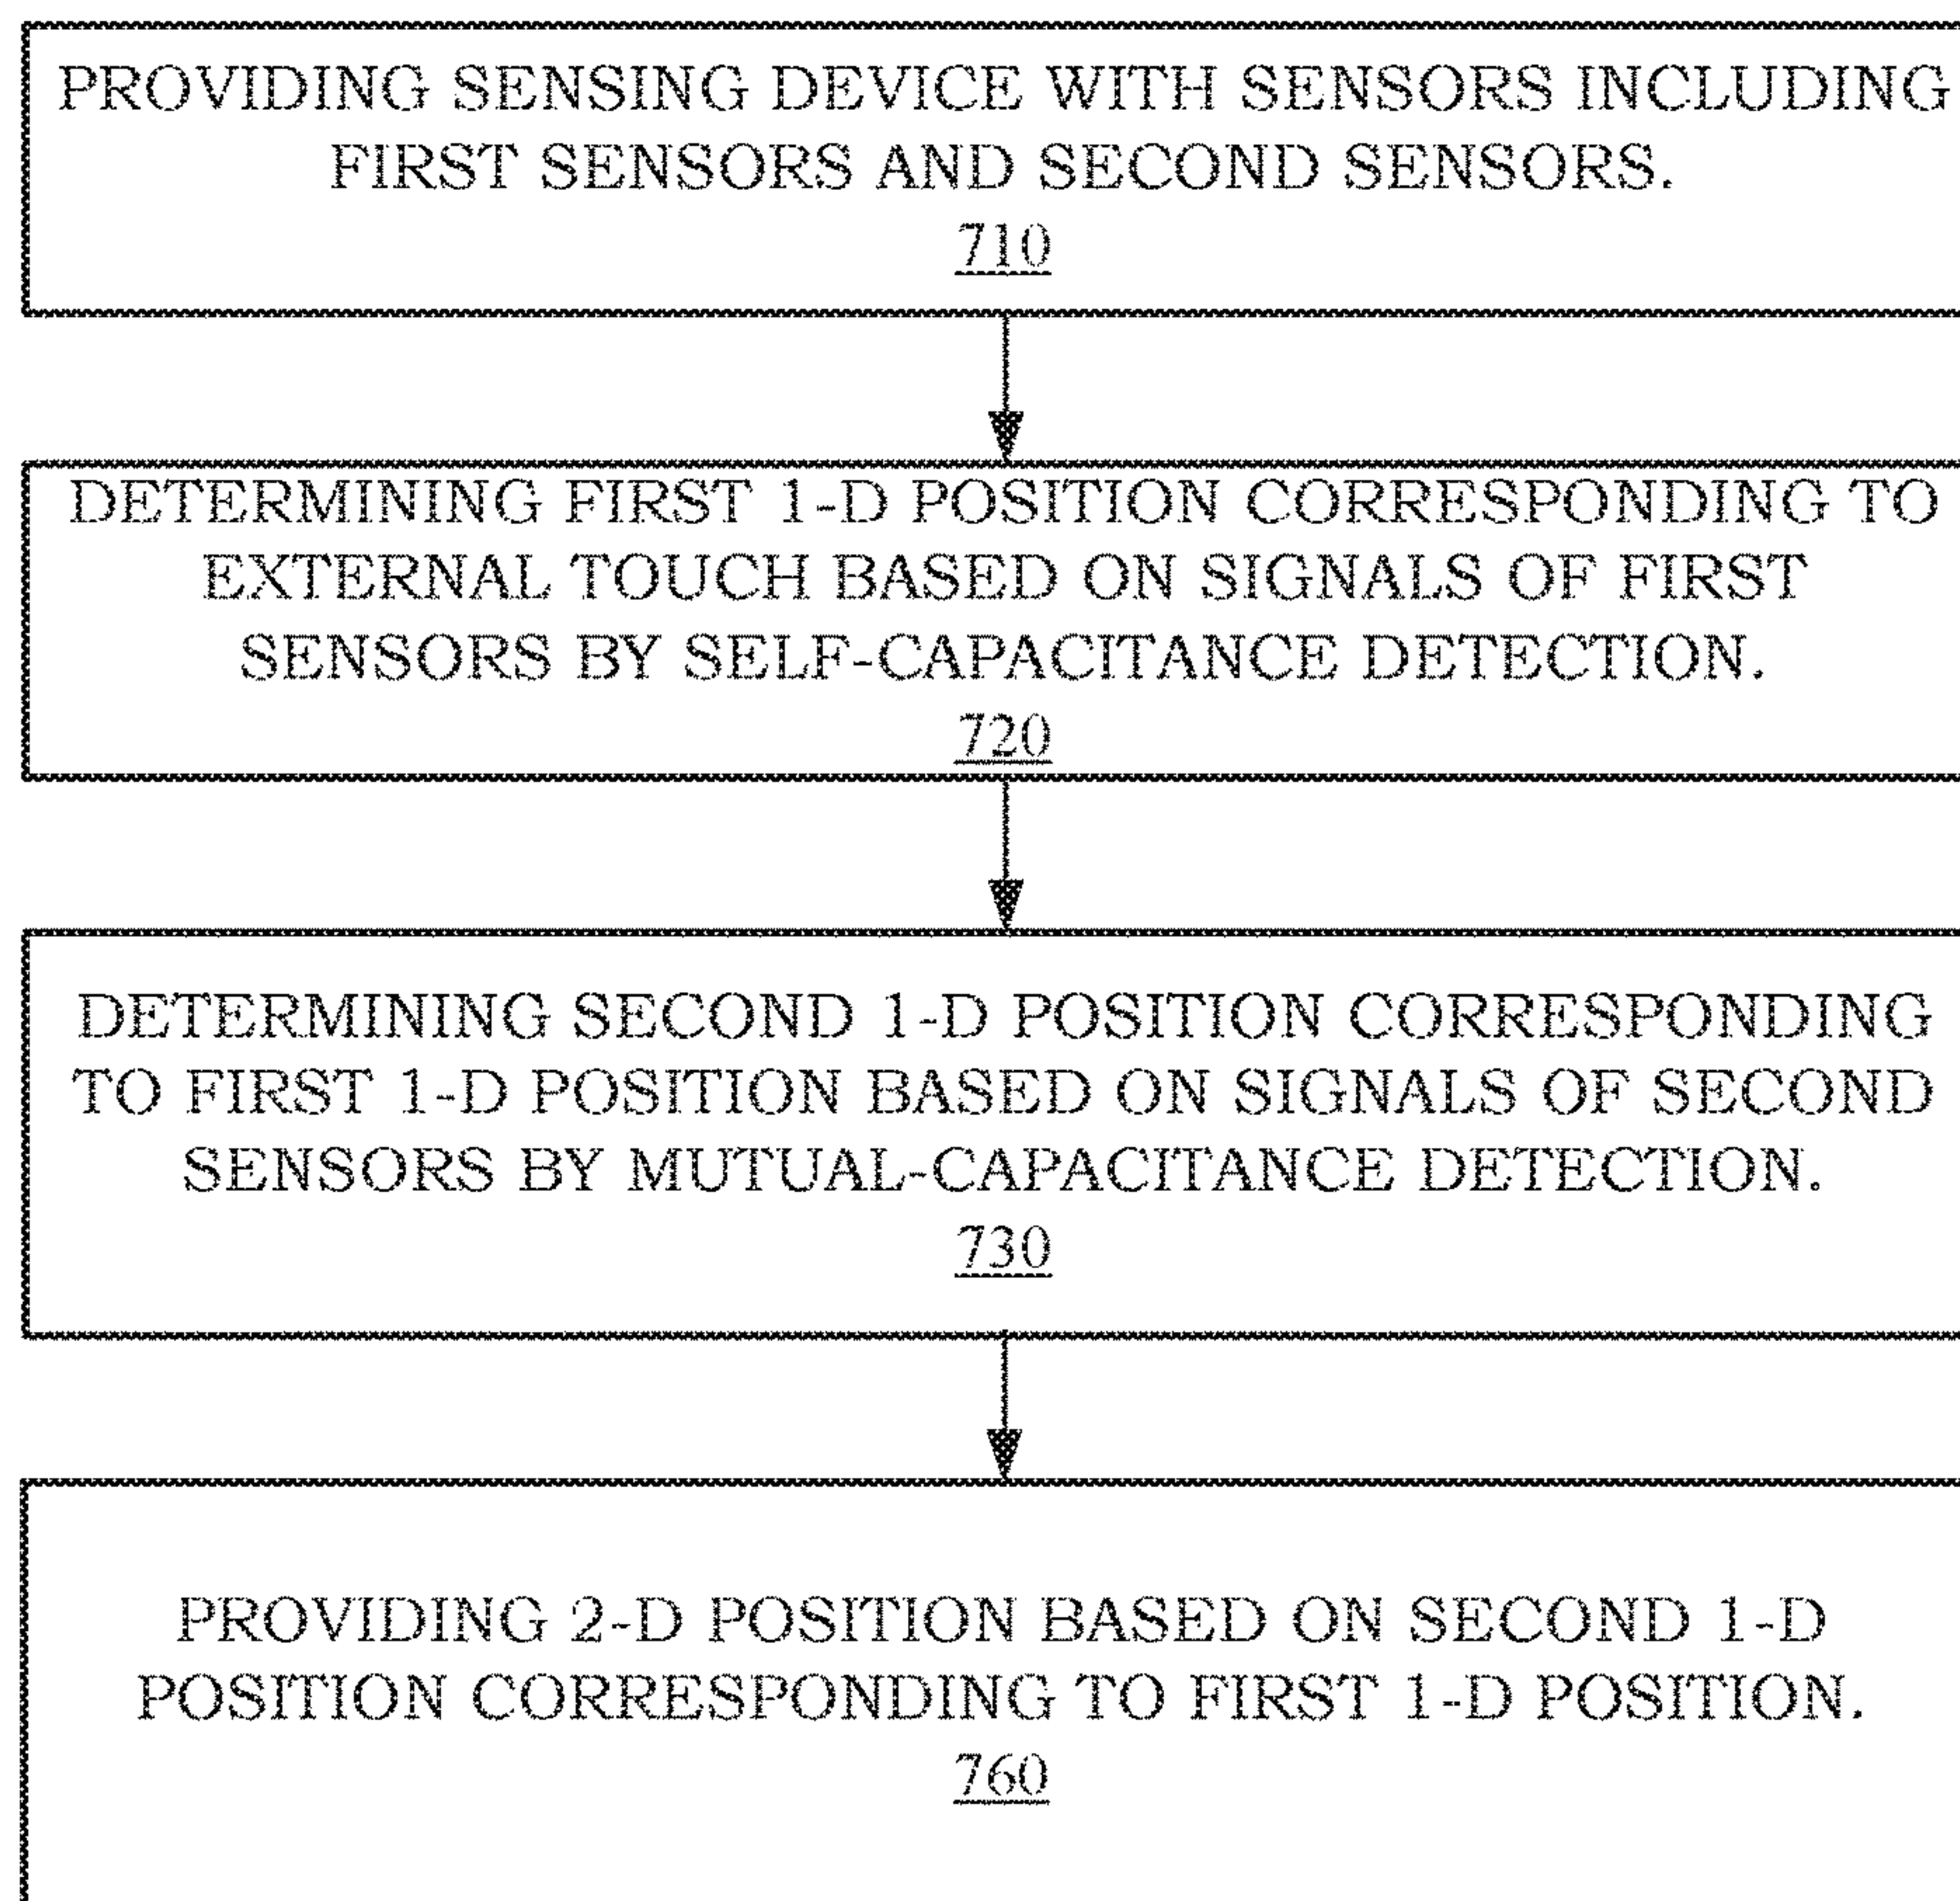 PROVIDING SENSING DEVICE WITH SENSORS INCLUDING
FIRST SENSORS AND SECOND SENSORS.
710
DETERMINING FIRST 1-D POSITION CORRESPONDING TO
EXTERNAL TOUCH BASED ON SIGNALS OF FIRST
SENSORS BY SELF-CAPACITANCE DETECTION.
720
DETERMINING SECOND 1-D POSITION CORRESPONDING
TO FIRST 1-D POSITION BASED ON SIGNALS OF SECOND
SENSORS BY MUTUAL-CAPACITANCE DETECTION.
730
PROVIDING 2-D POSITION BASED ON SECOND 1-D
POSITION CORRESPONDING TO FIRST 1-D POSITION.
760